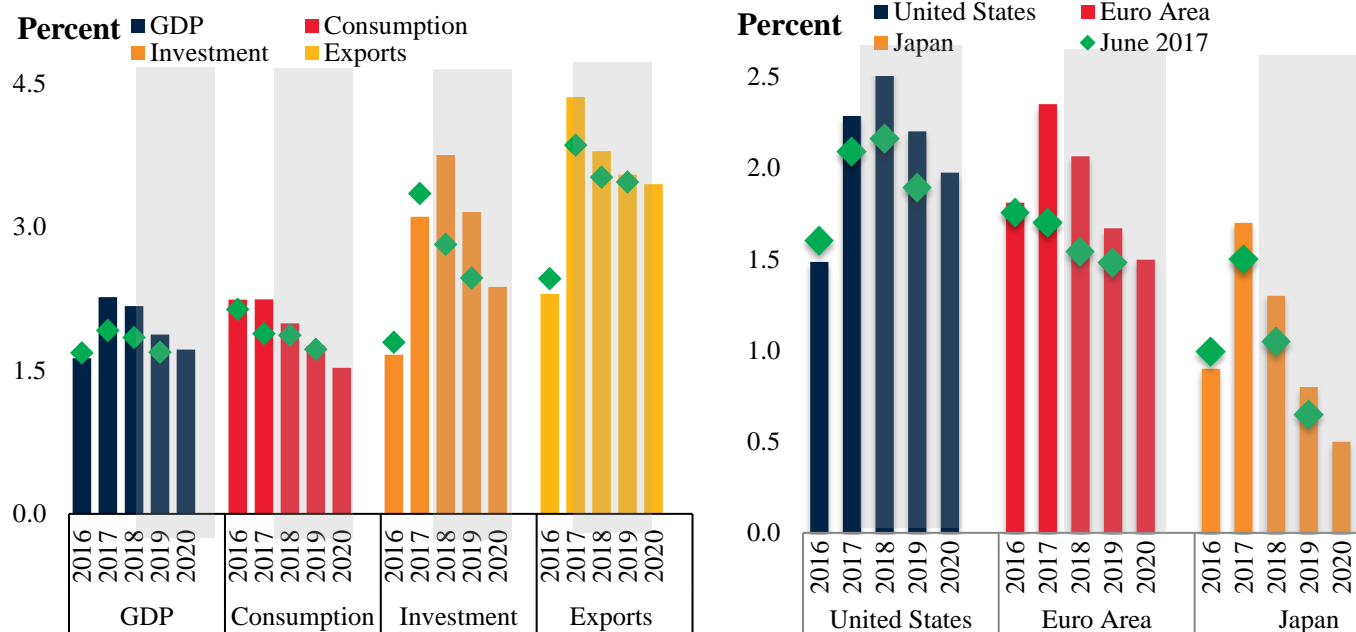 Percent
GDP Consumption
Investment Exports
4.5
3.0
1.5
0.0
2016 2017 2018 2019 2020 2016 2017 2018 2019 2020 2016 2017 2018 2019 2020 2016 2017 2018 2019 2020
GDP Consumption Investment Exports
Percent
United States Euro Area
Japan June 2017
2.5
2.0
1.5
1.0
0.5
0.0
2016 2017 2018 2019 2020 2016 2017 2018 2019 2020 2016 2017 2018 2019 2020
United States Euro Area Japan